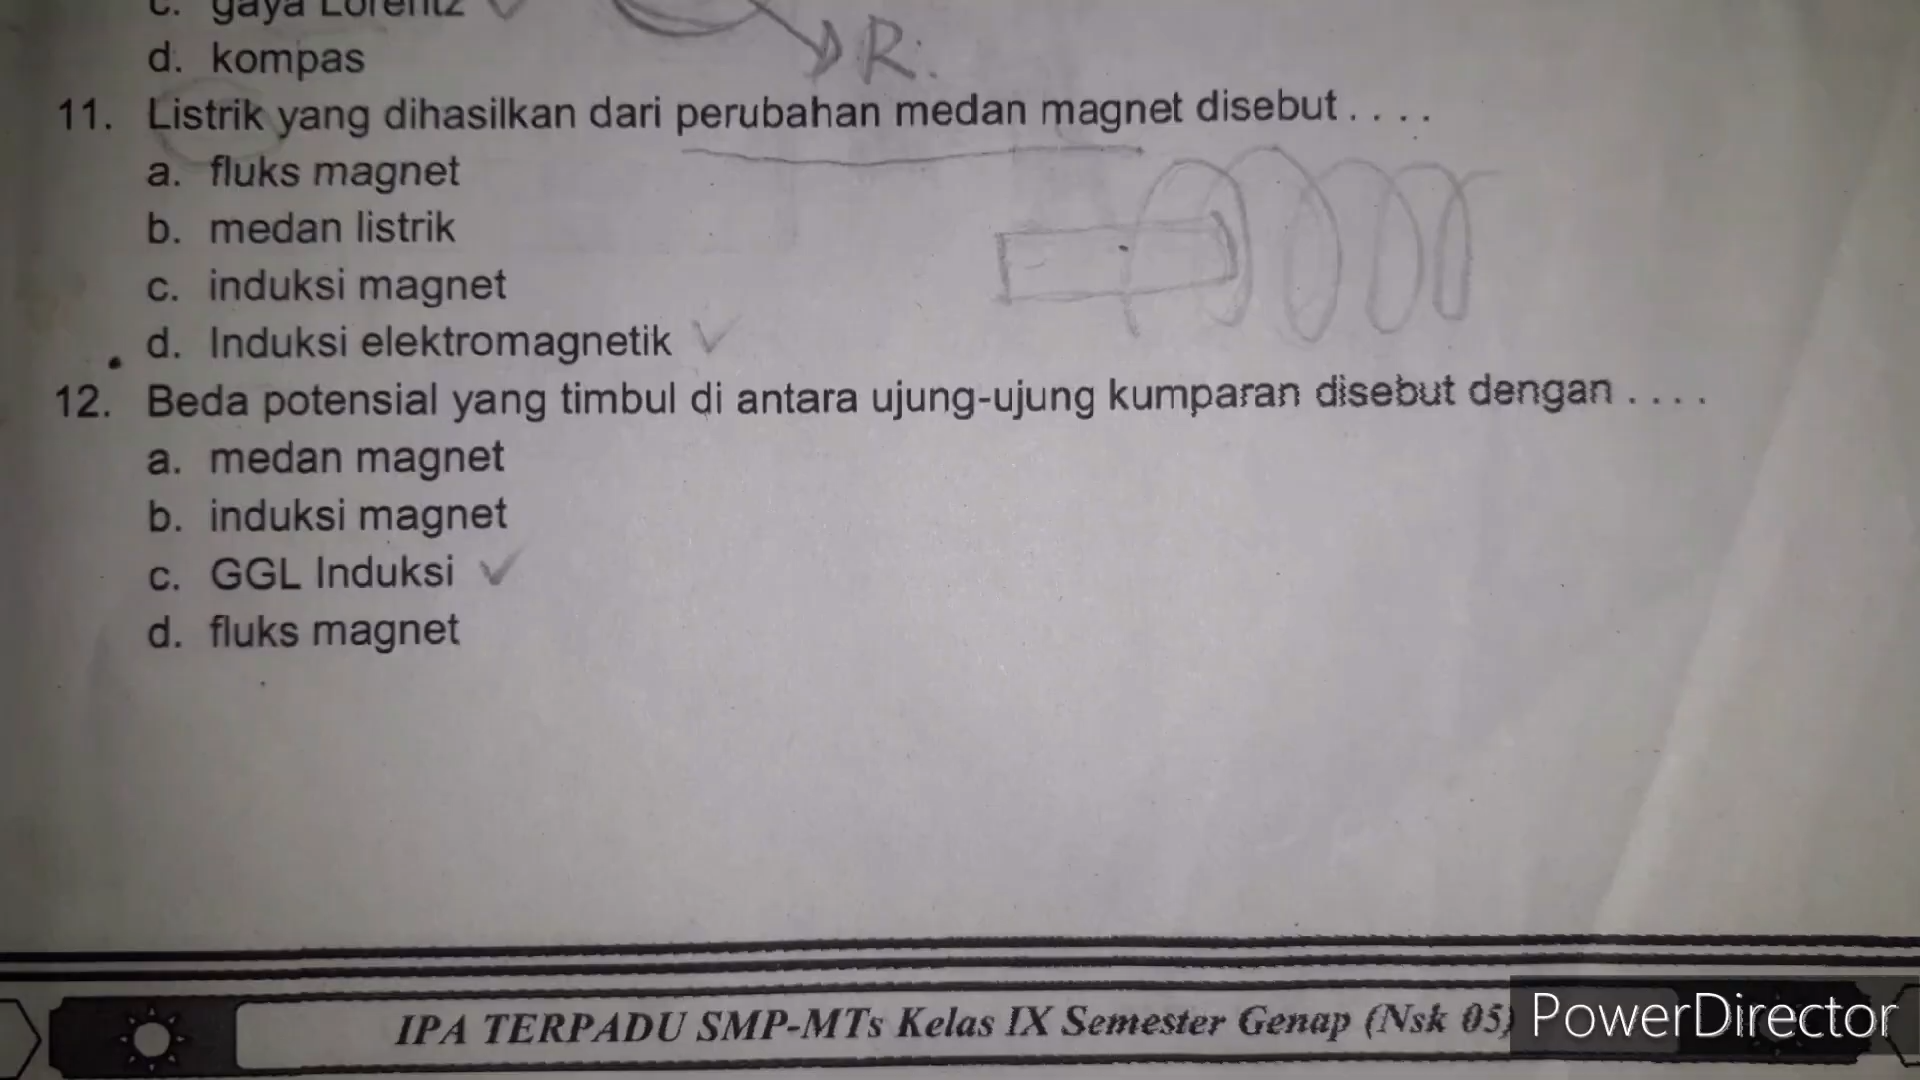 c. gaya Lorentz
d. kompas
R.
11. Listrik yang dihasilkan dari perubahan medan magnet disebut . . . .
a. fluks magnet
b. medan listrik
c. induksi magnet
d. Induksi elektromagnetik
12. Beda potensial yang timbul di antara ujung-ujung kumparan disebut dengan . . . .
a. medan magnet
b. induksi magnet
c. GGL Induksi
d. fluks magnet
IPA TERPADU SMP-MTs Kelas IX Semester Genap (Nsk 05)
PowerDirector